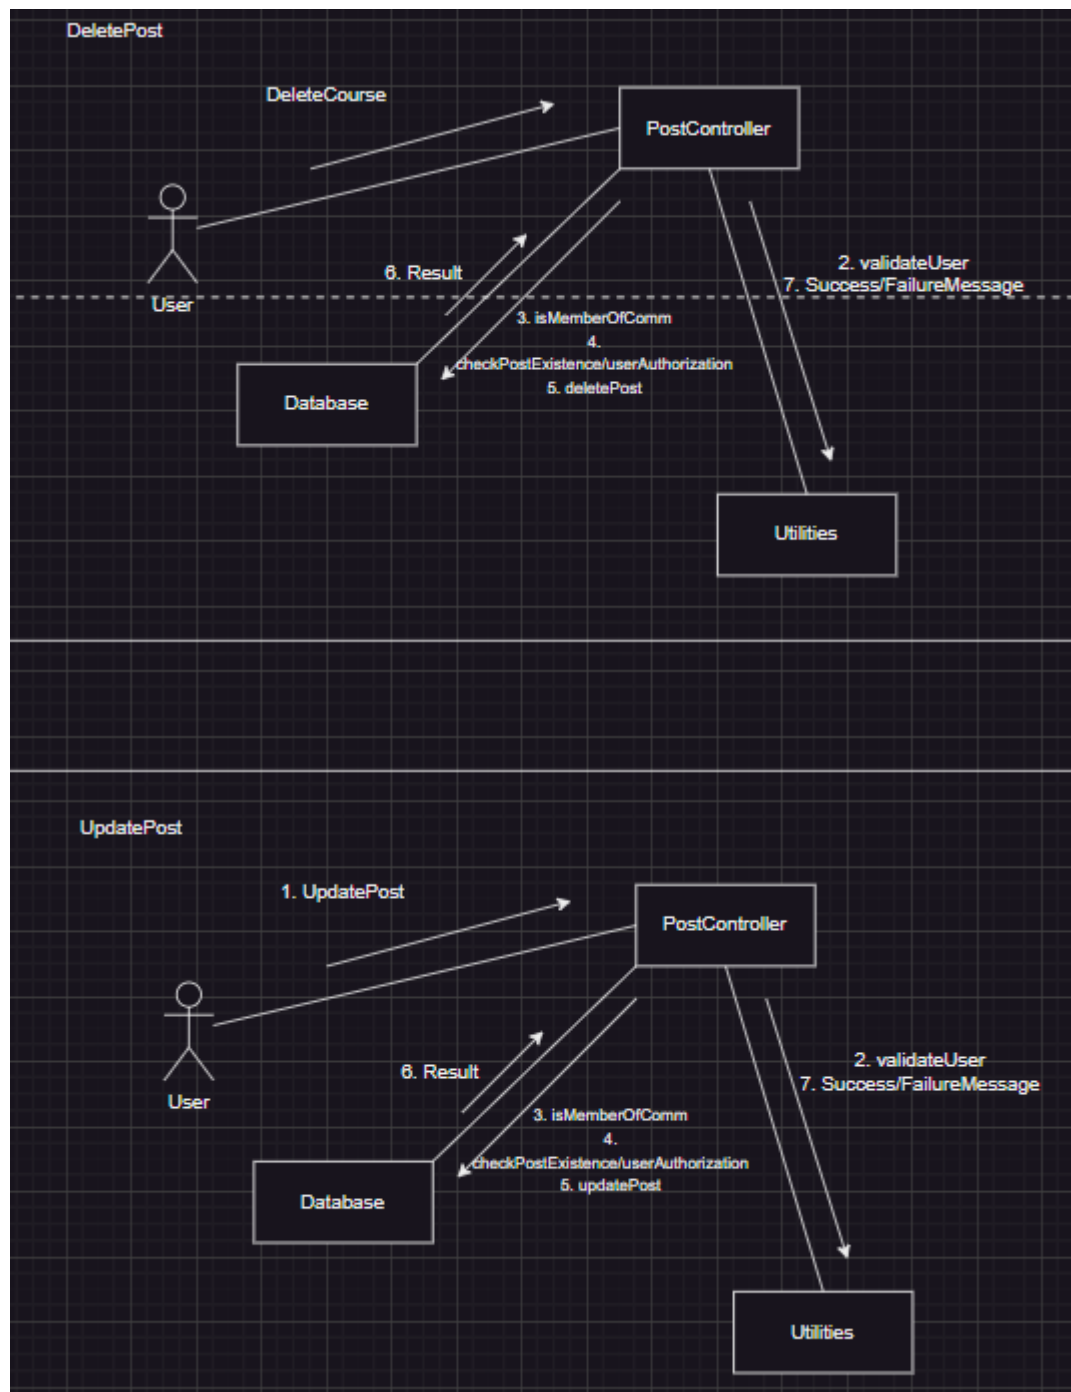 DeletePost
DeleteCourse
PostController
User
6. Result
2. validateUser
7. Success/FailureMessage
3. isMemberOfComm
4.
checkPostExistence/userAuthorization
5. deletePost
Database
Utilities
UpdatePost
1. UpdatePost
PostController
User
6. Result
2. validateUser
7. Success/FailureMessage
3. isMemberOfComm
4.
checkPostExistence/userAuthorization
5. updatePost
Database
Utilities